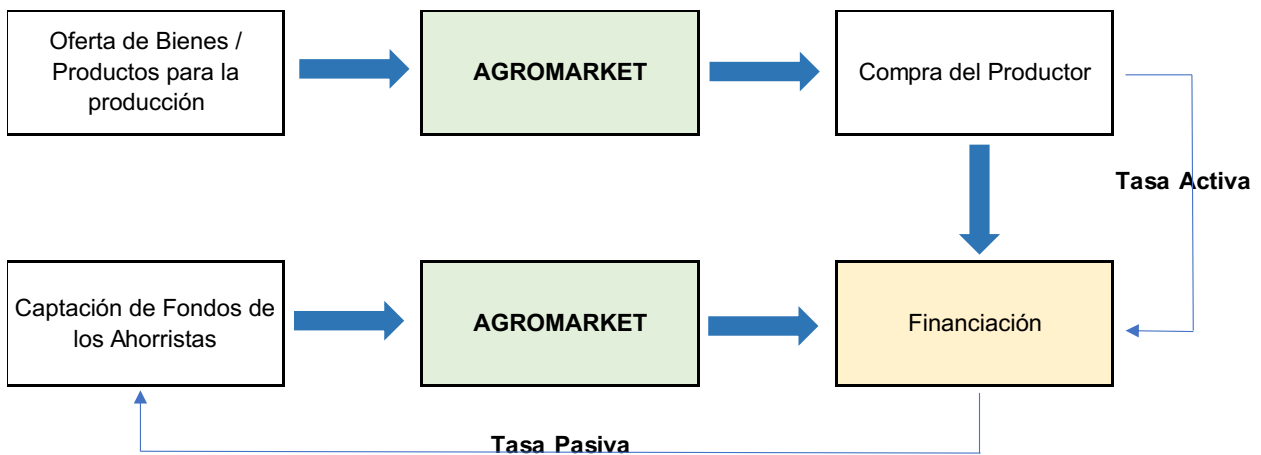 Oferta de Bienes /
Productos para la
producción
AGROMARKET
Compra del Productor
Tasa Activa
Captación de Fondos de
los Ahorristas
AGROMARKET
Financiación
Tasa Pasiva